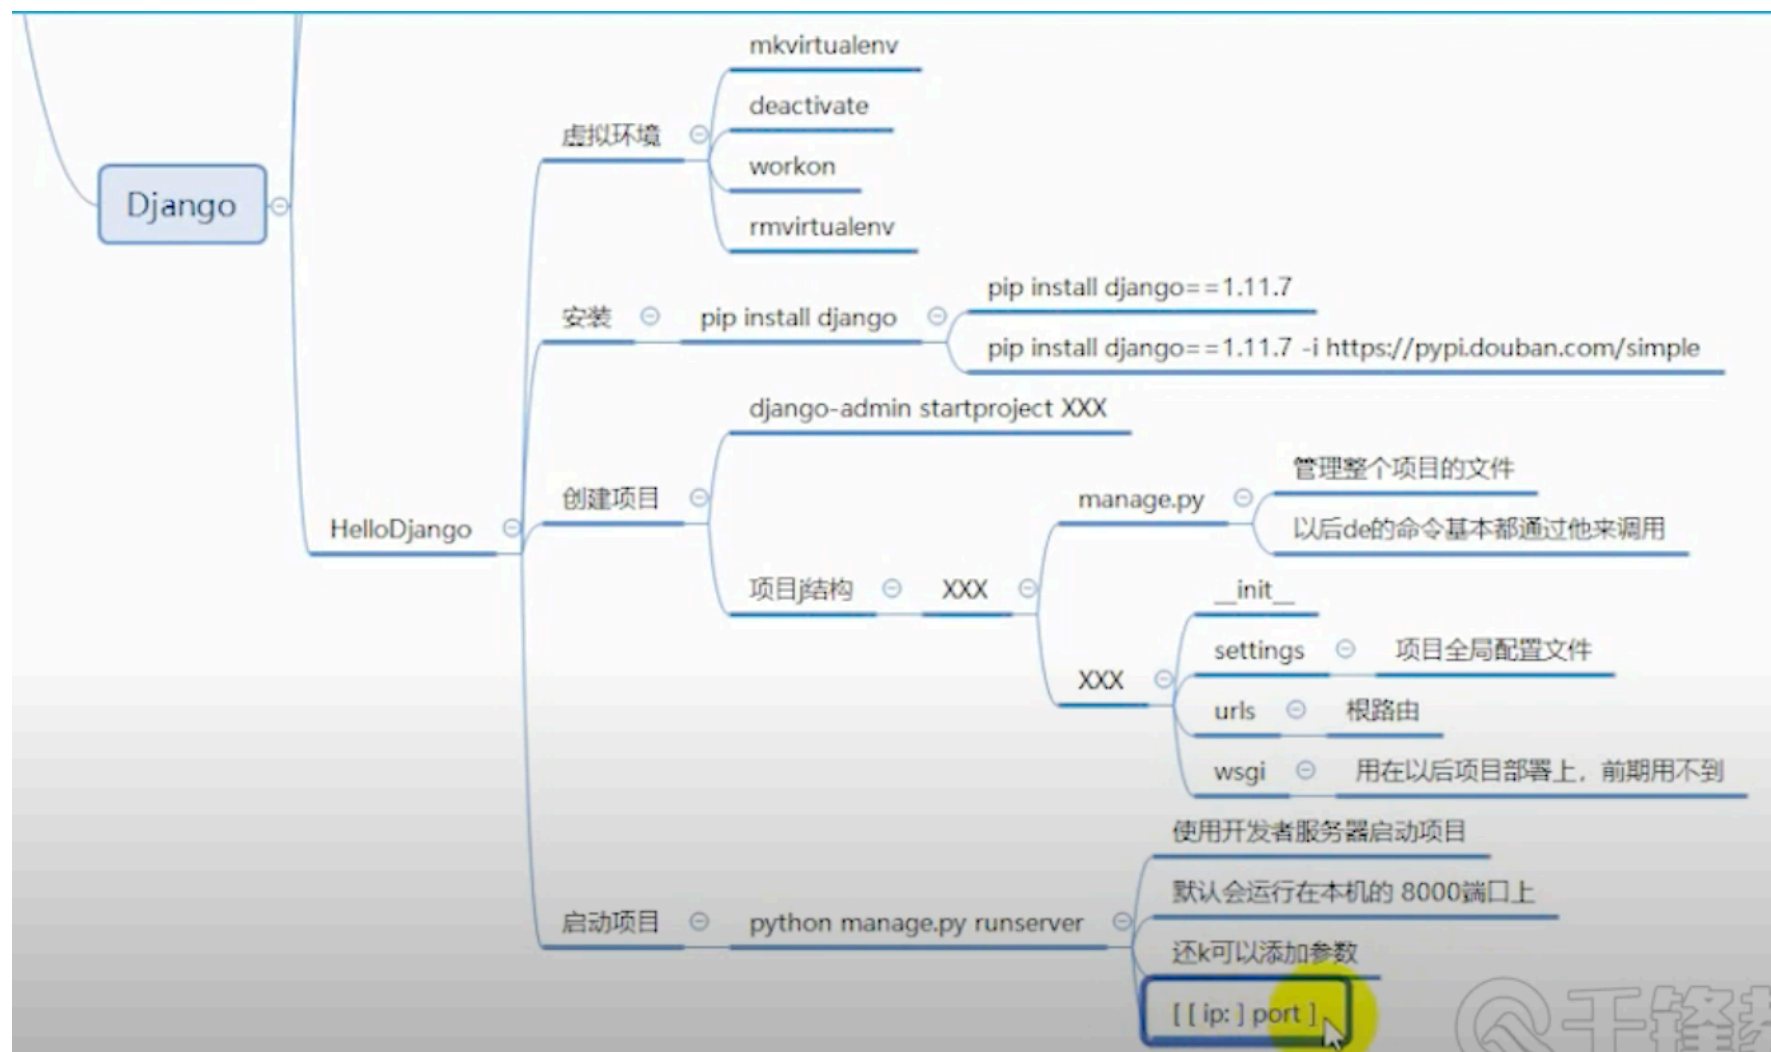 Django
HelloDjango
虚拟环境
mkvirtualenv
deactivate
workon
rmvirtualenv
安装
pip install django
pip install django==1.11.7
pip install django==1.11.7 -i https://pypi.douban.com/simple
创建项目
django-admin startproject XXX
项目j结构
XXX
manage.py
管理整个项目的文件
以后de的命令基本都通过他来调用
XXX
__init__
settings
项目全局配置文件
urls
根路由
wsgi
用在以后项目部署上，前期用不到
启动项目
python manage.py runserver
使用开发者服务器启动项目
默认会运行在本机的 8000端口上
还k可以添加参数
[ [ ip: ] port ]
千锋教